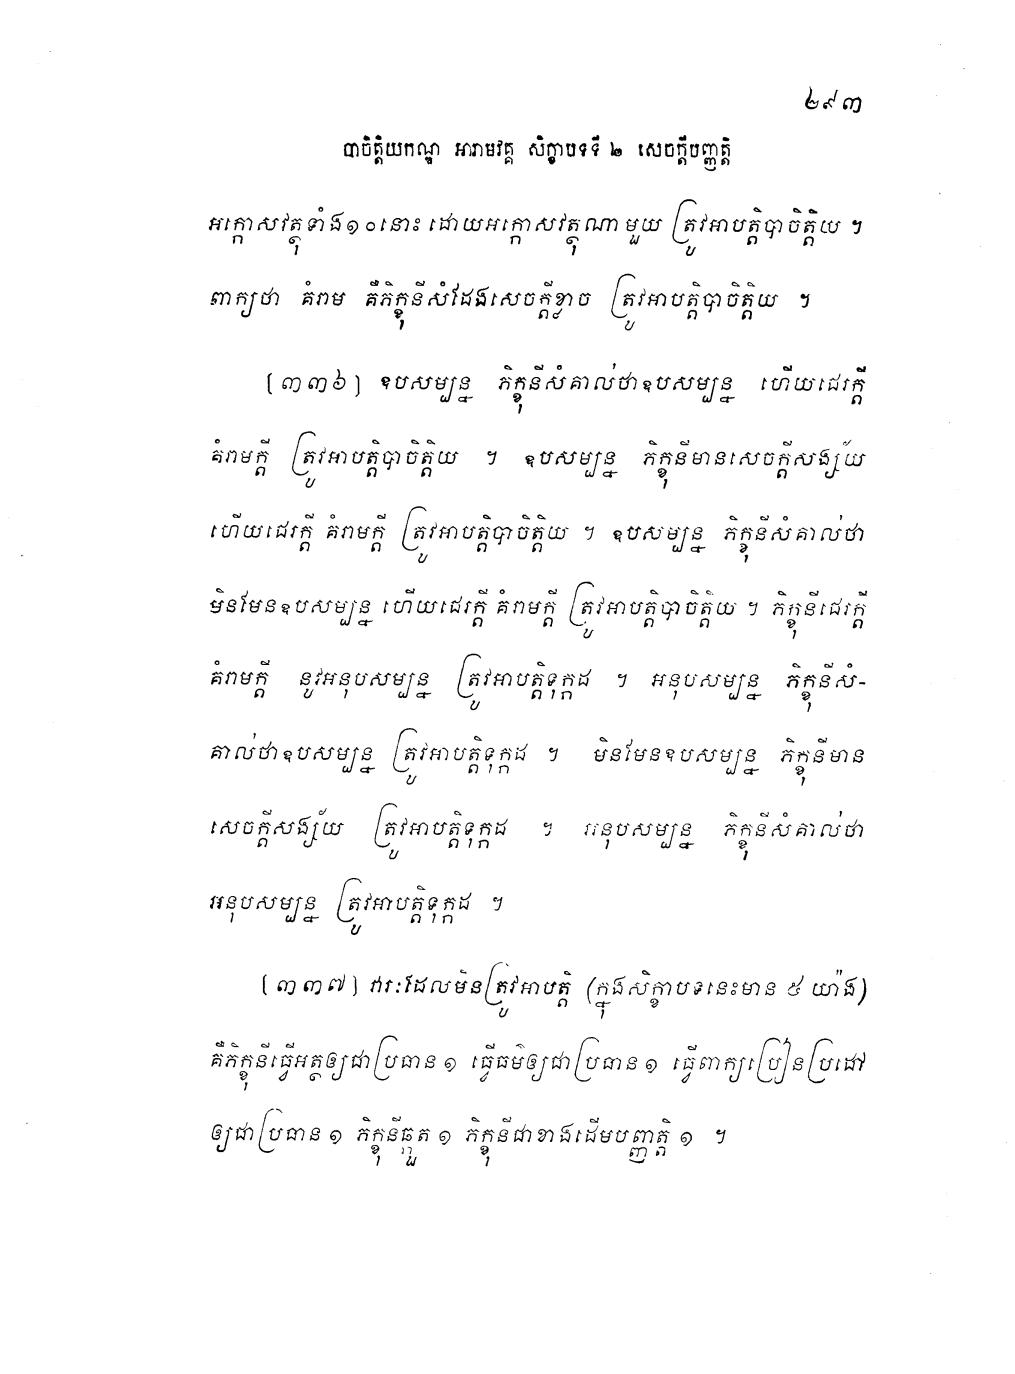 ២៩៣
បាចិត្តិយកណ្ឌ អារាមវគ្គ សិក្ខាបទទី ២ សេចក្តីបញ្ញត្តិ
អក្កោសវត្ថុទាំង១០នោះ ដោយអក្កោសវត្ថុណាមួយ ត្រូវអាបត្តិបាចិត្តិយ ។
ពាក្យថា គំរាម គឺភិក្ខុនីសំដែងសេចក្តីខ្លាច ត្រូវអាបត្តិបាចិត្តិយ ។
[៣៣៦] ឧបសម្បន្ន ភិក្ខុនីសំគាល់ថាឧបសម្បន្ន ហើយជេរក្តី
គំរាមក្តី ត្រូវអាបត្តិបាចិត្តិយ ។ ឧបសម្បន្ន ភិក្ខុនីមានសេចក្តីសង្ស័យ
ហើយជេរក្តី គំរាមក្តី ត្រូវអាបត្តិបាចិត្តិយ ។ ឧបសម្បន្ន ភិក្ខុនីសំគាល់ថា
មិនមែនឧបសម្បន្ន ហើយជេរក្តី គំរាមក្តី ត្រូវអាបត្តិបាចិត្តិយ ។ ភិក្ខុនីជេរក្តី
គំរាមក្តី នូវអនុបសម្បន្ន ត្រូវអាបត្តិទុក្កដ ។ អនុបសម្បន្ន ភិក្ខុនីសំ-
គាល់ថាឧបសម្បន្ន ត្រូវអាបត្តិទុក្កដ ។ មិនមែនឧបសម្បន្ន ភិក្ខុនីមាន
សេចក្តីសង្ស័យ ត្រូវអាបត្តិទុក្កដ ។ អនុបសម្បន្ន ភិក្ខុនីសំគាល់ថា
អនុបសម្បន្ន ត្រូវអាបត្តិទុក្កដ ។
[៣៣៧] វារៈដែលមិនត្រូវអាបត្តិ (ក្នុងសិក្ខាបទនេះមាន ៥ យ៉ាង)
គឺភិក្ខុនីធ្វើអត្ថឲ្យជាប្រធាន ១ ធ្វើធម៌ឲ្យជាប្រធាន ១ ធ្វើពាក្យប្រៀនប្រដៅ
ឲ្យជាប្រធាន ១ ភិក្ខុនីឆ្កួត ១ ភិក្ខុនីជាខាងដើមបញ្ញត្តិ ១ ។